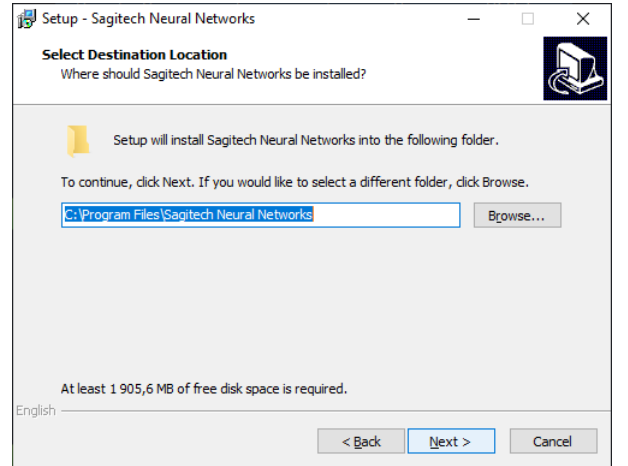 Setup - Sagitech Neural Networks
Select Destination Location
Where should Sagitech Neural Networks be installed?
Setup will install Sagitech Neural Networks into the following folder.
To continue, click Next. If you would like to select a different folder, click Browse.
C:\Program Files\Sagitech Neural Networks
Browse...
At least 1 905,6 MB of free disk space is required.
English
< Back
Next >
Cancel